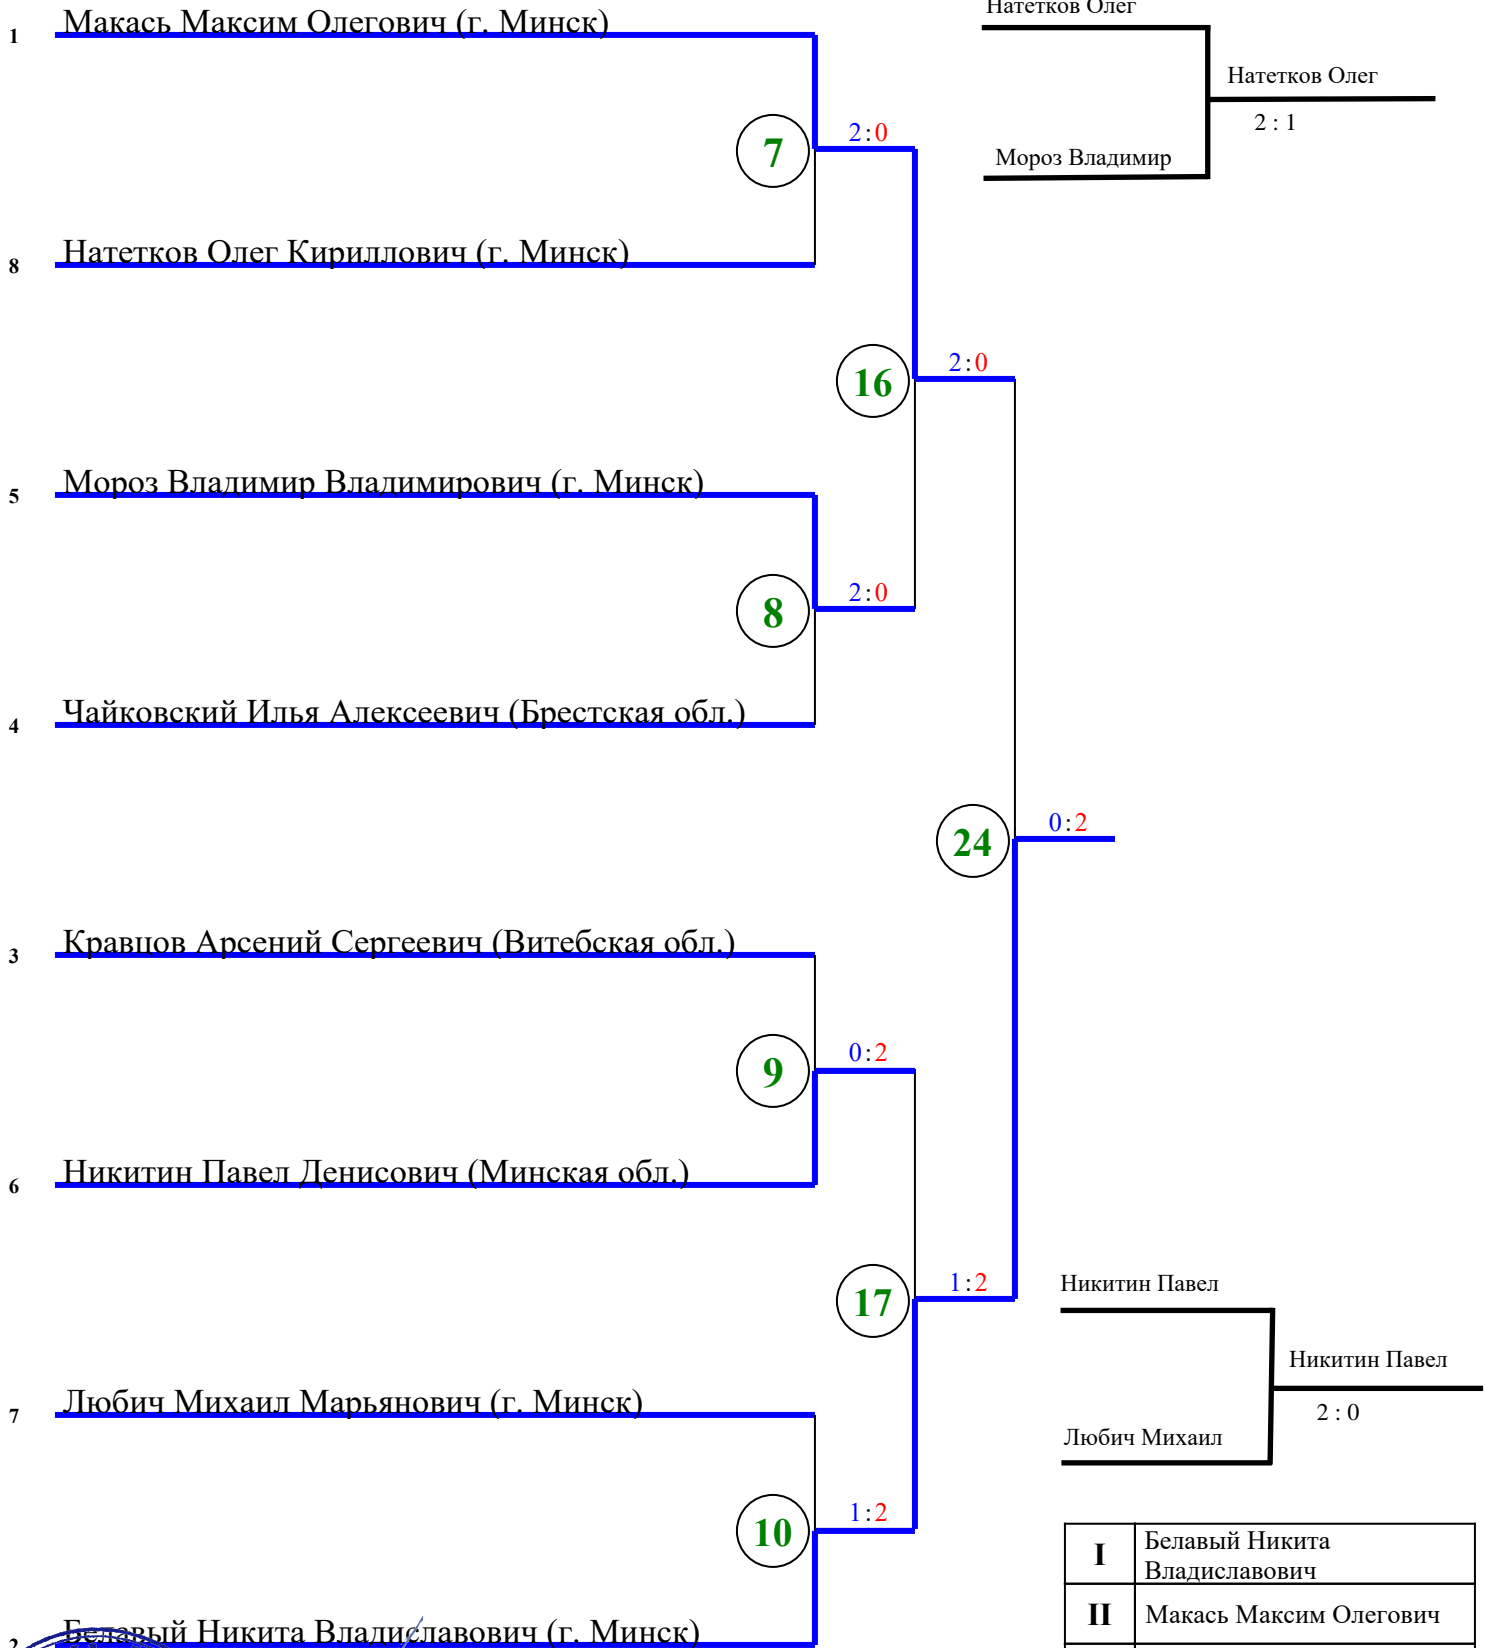 Натетков Олег
1 Макась Максим Олегович (г. Минск)
Натетков Олег
2 : 1
7 2:0
Мороз Владимир
8 Натетков Олег Кириллович (г. Минск)
16 2:0
5 Мороз Владимир Владимирович (г. Минск)
8 2:0
4 Чайковский Илья Алексеевич (Брестская обл.)
24 0:2
3 Кравцов Арсений Сергеевич (Витебская обл.)
9 0:2
6 Никитин Павел Денисович (Минская обл.)
17 1:2
Никитин Павел
Никитин Павел
2 : 0
7 Любич Михаил Марьянович (г. Минск)
Любич Михаил
10 1:2
I Белавый Никита
Владиславович
II Макась Максим Олегович
2 Белавый Никита Владиславович (г. Минск)